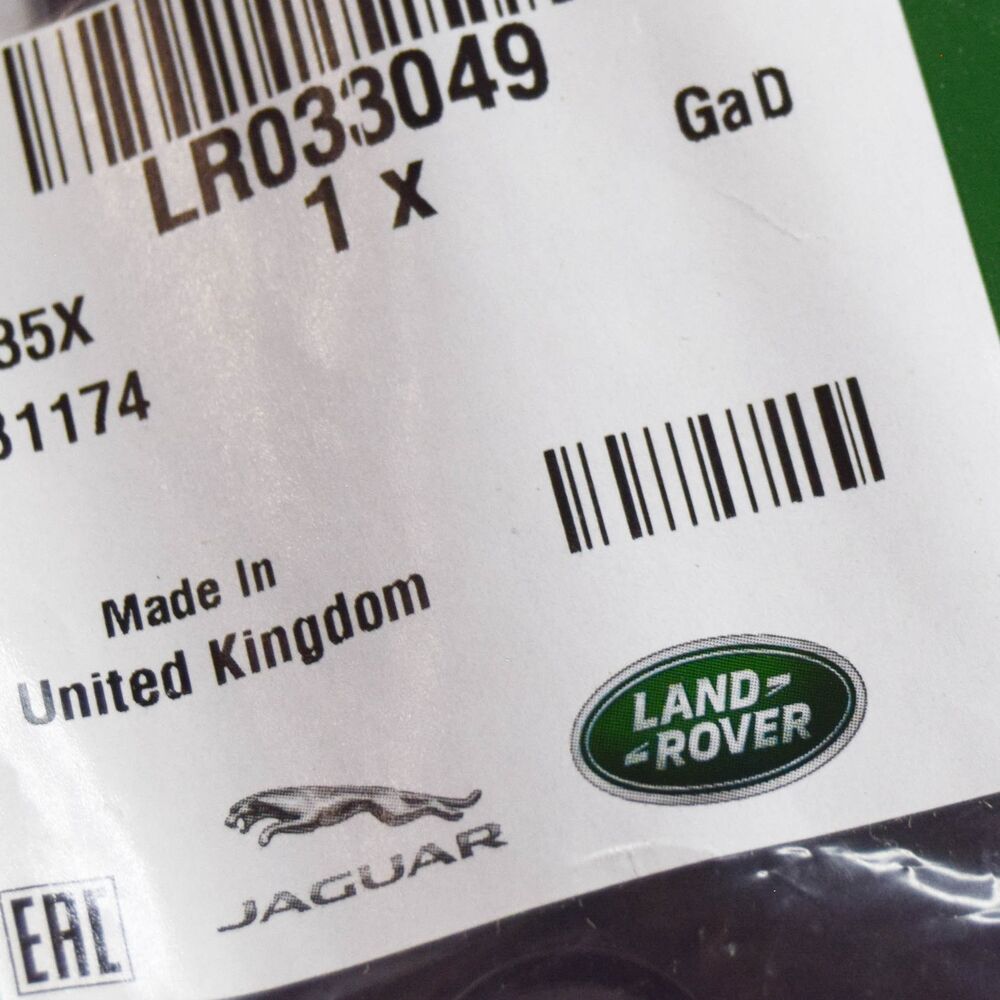 LR033049
1 x
GaD
35X
31174
Made In
United Kingdom
LAND
ROVER
JAGUAR
EAC